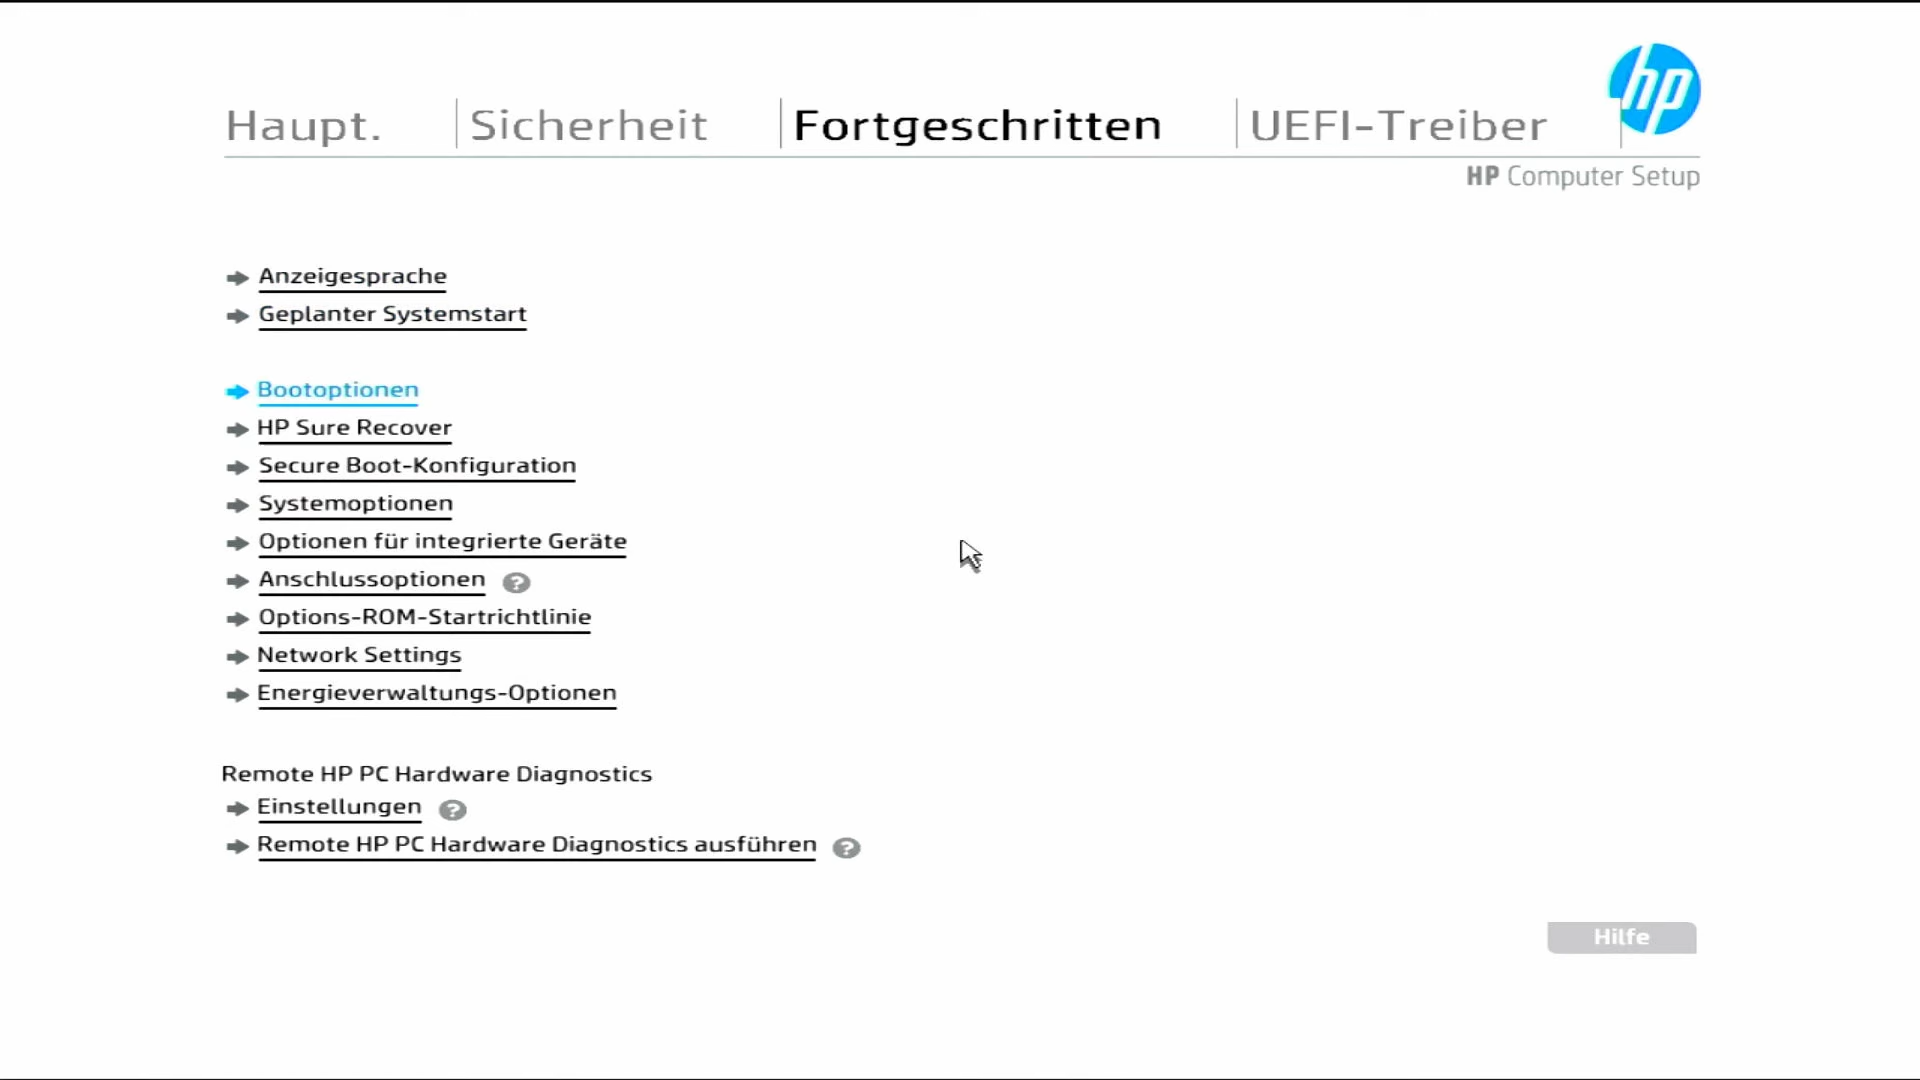 hp
Haupt.
Sicherheit
Fortgeschritten
UEFI-Treiber
HP Computer Setup
Anzeigesprache
Geplanter Systemstart
Bootoptionen
HP Sure Recover
Secure Boot-Konfiguration
Systemoptionen
Optionen für integrierte Geräte
Anschlussoptionen ?
Options-ROM-Startrichtlinie
Network Settings
Energieverwaltungs-Optionen
Remote HP PC Hardware Diagnostics
Einstellungen ?
Remote HP PC Hardware Diagnostics ausführen ?
Hilfe